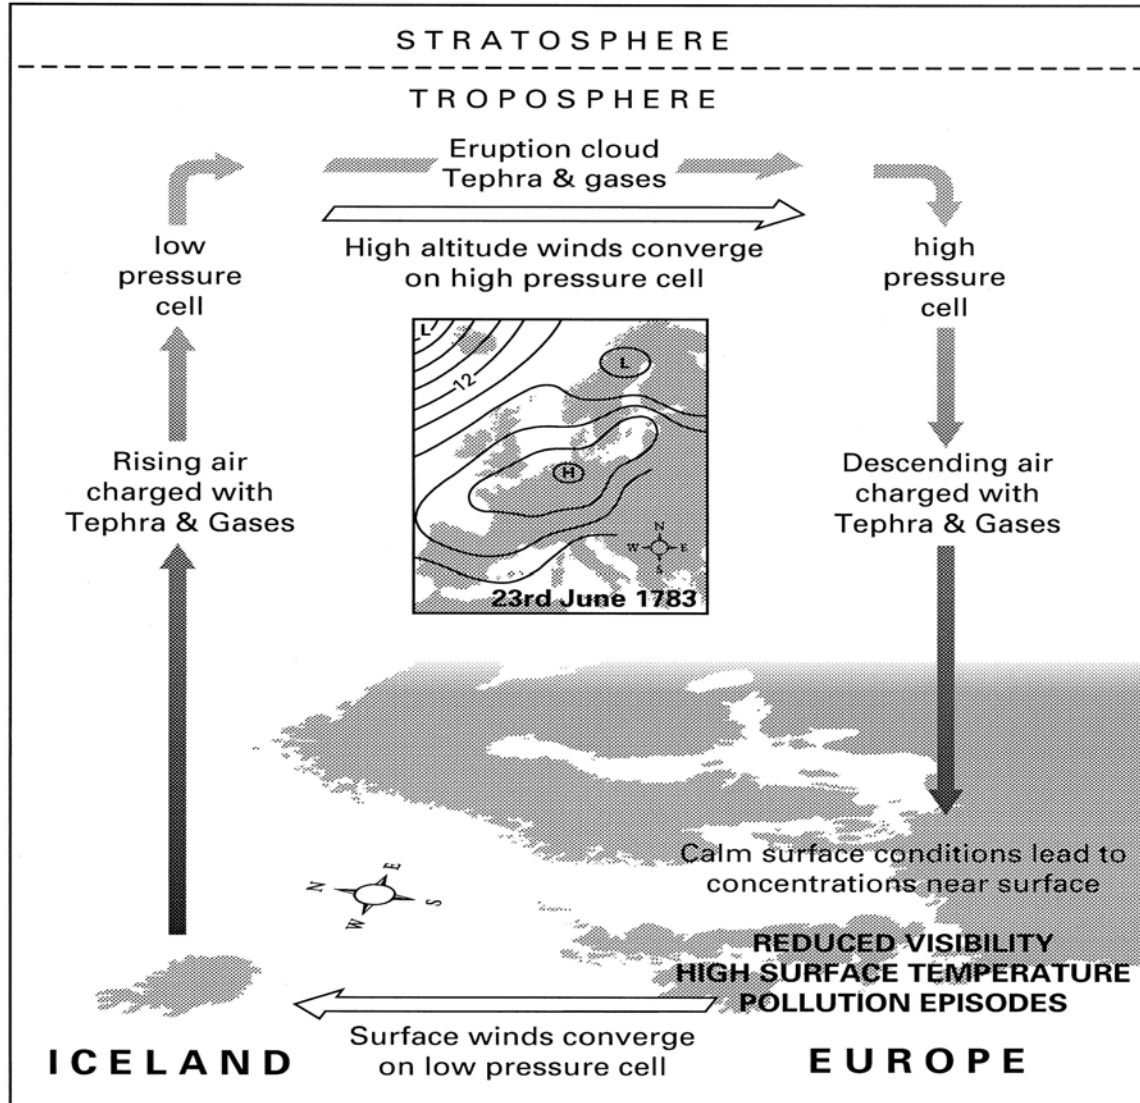 STRATOSPHERE
TROPOSPHERE
Eruption cloud
Tephra & gases
High altitude winds converge
on high pressure cell
low
pressure
cell
high
pressure
cell
L
12
L
H
N
W E
S
23rd June 1783
Rising air
charged with
Tephra & Gases
Descending air
charged with
Tephra & Gases
Calm surface conditions lead to
concentrations near surface
N
E
W
S
REDUCED VISIBILITY
HIGH SURFACE TEMPERATURE
POLLUTION EPISODES
Surface winds converge
on low pressure cell
ICELAND
EUROPE